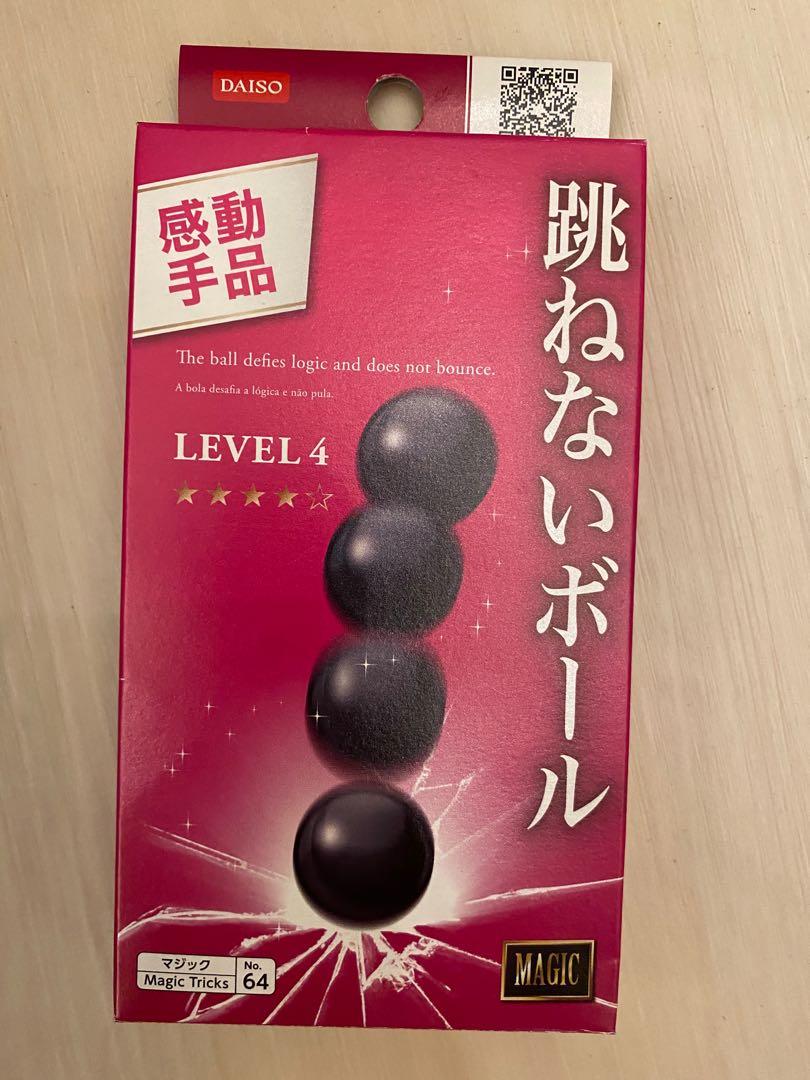 DAISO
感動
手品
跳ねないボール
The ball defies logic and does not bounce.
A bola desafia a lógica e não pula.
LEVEL 4
マジック
Magic Tricks
No.
64
MAGIC